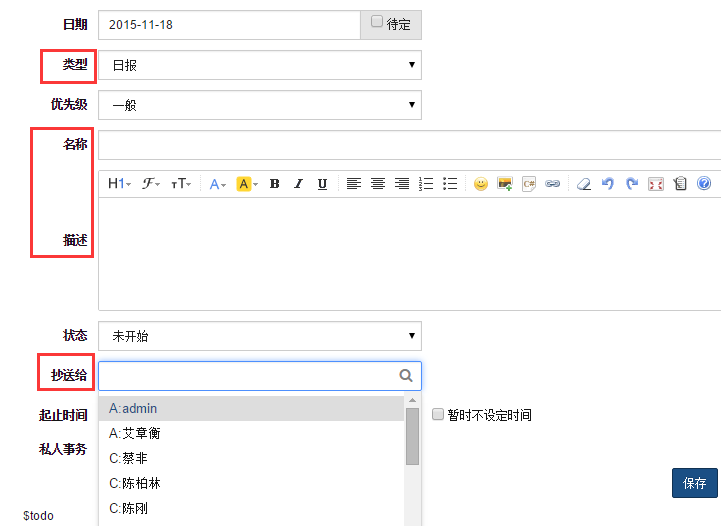 日期 2015-11-18 待定
类型 日报
优先级 一般
名称
H1 ℱ тT A A B I U C#
描述
状态 未开始
抄送给
A:admin
起止时间 暂时不设定时间
A:艾章衡
私人事务
C:蔡非
C:陈柏林
保存
C:陈刚
$todo